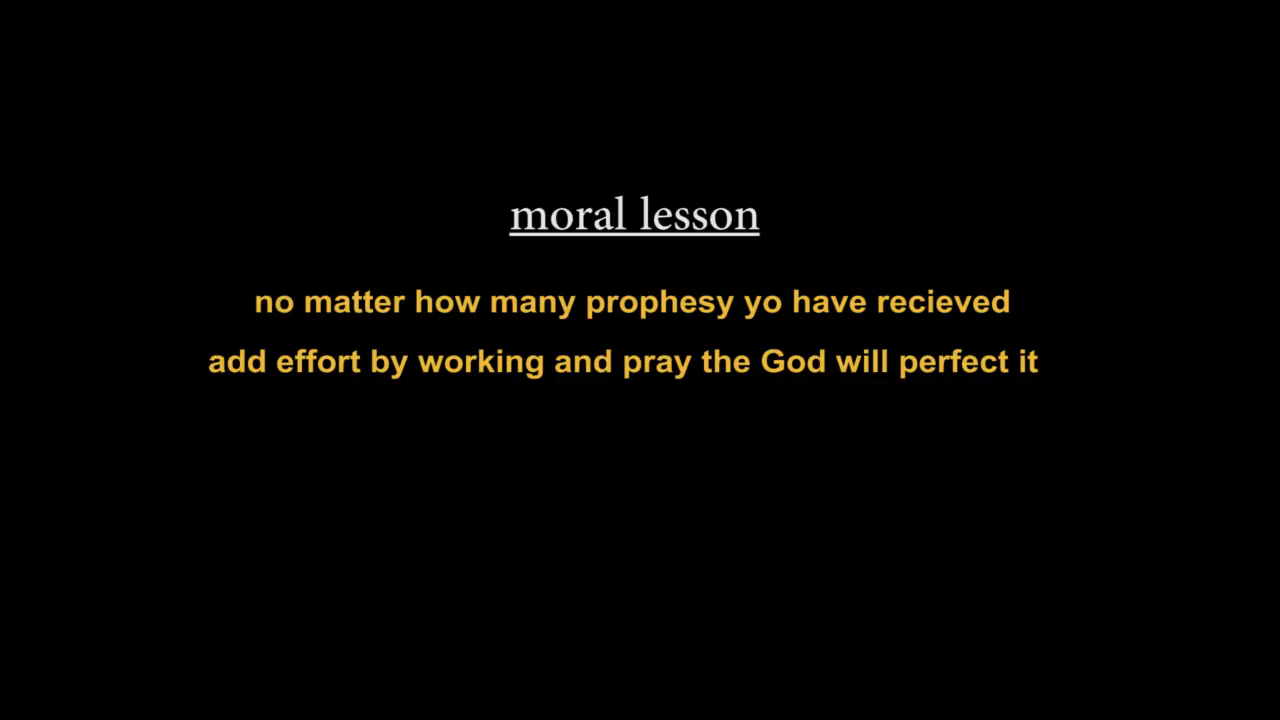 moral lesson
no matter how many prophesy yo have recieved
add effort by working and pray the God will perfect it